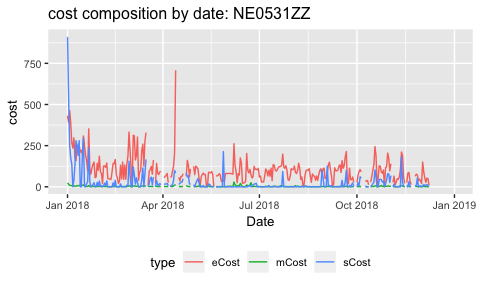 cost composition by date: NE0531ZZ
cost
750
500
250
0
Jan 2018 Apr 2018 Jul 2018 Oct 2018 Jan 2019
Date
type eCost mCost sCost